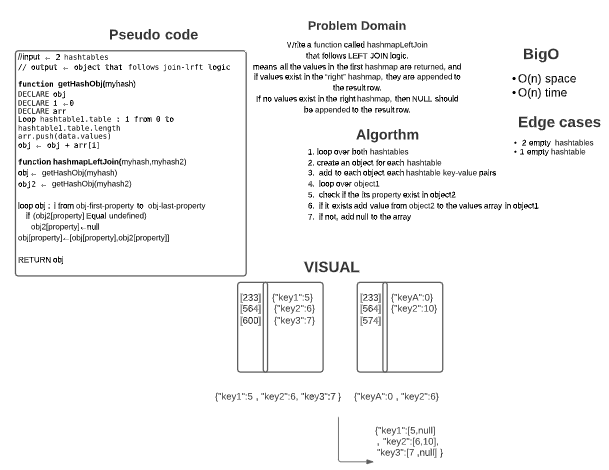 Pseudo code
//input ← 2 hashtables
// output ← object that follows join-lrft logic
function getHashObj(myhash)
DECLARE obj
DECLARE i ←0
DECLARE arr
Loop hashtable1.table : i from 0 to
hashtable1.table.length
arr.push(data.values)
obj ← obj + arr[i]
function hashmapLeftJoin(myhash,myhash2)
obj ← getHashObj(myhash)
obj2 ← getHashObj(myhash2)
loop obj : i from obj-first-property to obj-last-property
if (obj2[property] Equal undefined)
obj2[property]←null
obj[property]←[obj[property],obj2[property]]
RETURN obj
Problem Domain
Write a function called hashmapLeftJoin
that follows LEFT JOIN logic.
means all the values in the first hashmap are returned, and
if values exist in the “right” hashmap, they are appended to
the result row.
If no values exist in the right hashmap, then NULL should
be appended to the result row.
Algorthm
1. loop over both hashtables
2. create an object for each hashtable
3. add to each object each hashtable key-value pairs
4. loop over object1
5. check if the its property exist in object2
6. if it exists add value from object2 to the values array in object1
7. if not, add null to the array
BigO
• O(n) space
• O(n) time
Edge cases
• 2 empty hashtables
• 1 empty hashtable
VISUAL
[233] {"key1":5}
[564] {"key2":6}
[600] {"key3":7}
[233] {"keyA":0}
[564] {"key2":10}
[574]
{"key1":5 , "key2":6, "key3":7 }
{"keyA":0 , "key2":6}
{"key1":[5,null]
, "key2":[6,10],
"key3":[7 ,null] }